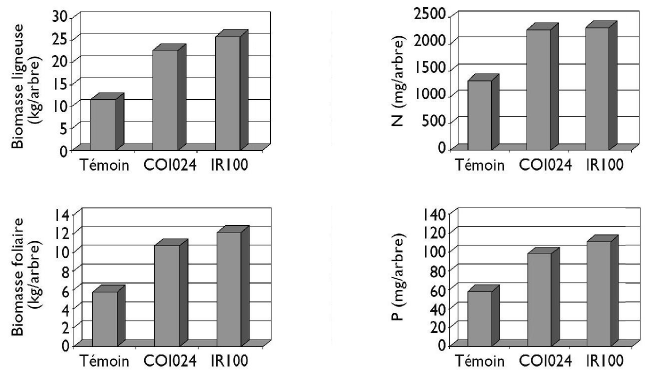 Biomasse ligneuse
(kg/arbre)
30
25
20
15
10
5
0
Témoin COI024 IR100
N (mg/arbre)
2500
2000
1500
1000
500
0
Témoin COI024 IR100
Biomasse foliaire
(kg/arbre)
14
12
10
8
6
4
2
0
Témoin COI024 IR100
P (mg/arbre)
140
120
100
80
60
40
20
0
Témoin COI024 IR100